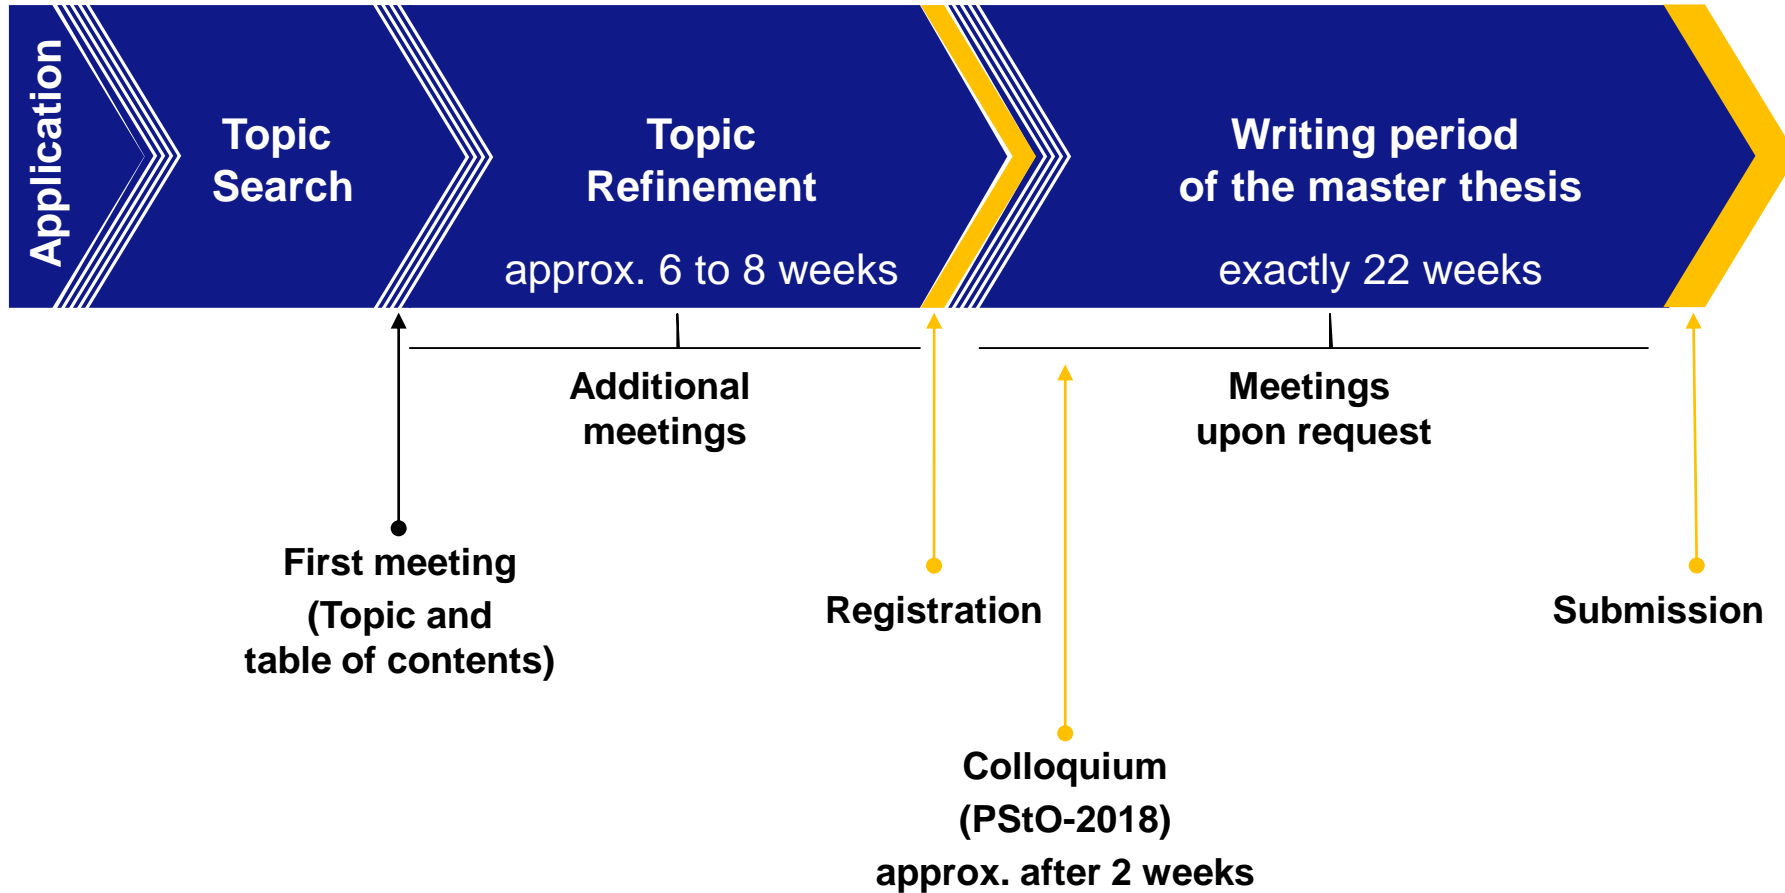 Application
Topic
Search
Topic
Refinement
approx. 6 to 8 weeks
Writing period
of the master thesis
exactly 22 weeks
Additional
meetings
Meetings
upon request
First meeting
(Topic and
table of contents)
Registration
Submission
Colloquium
(PStO-2018)
approx. after 2 weeks